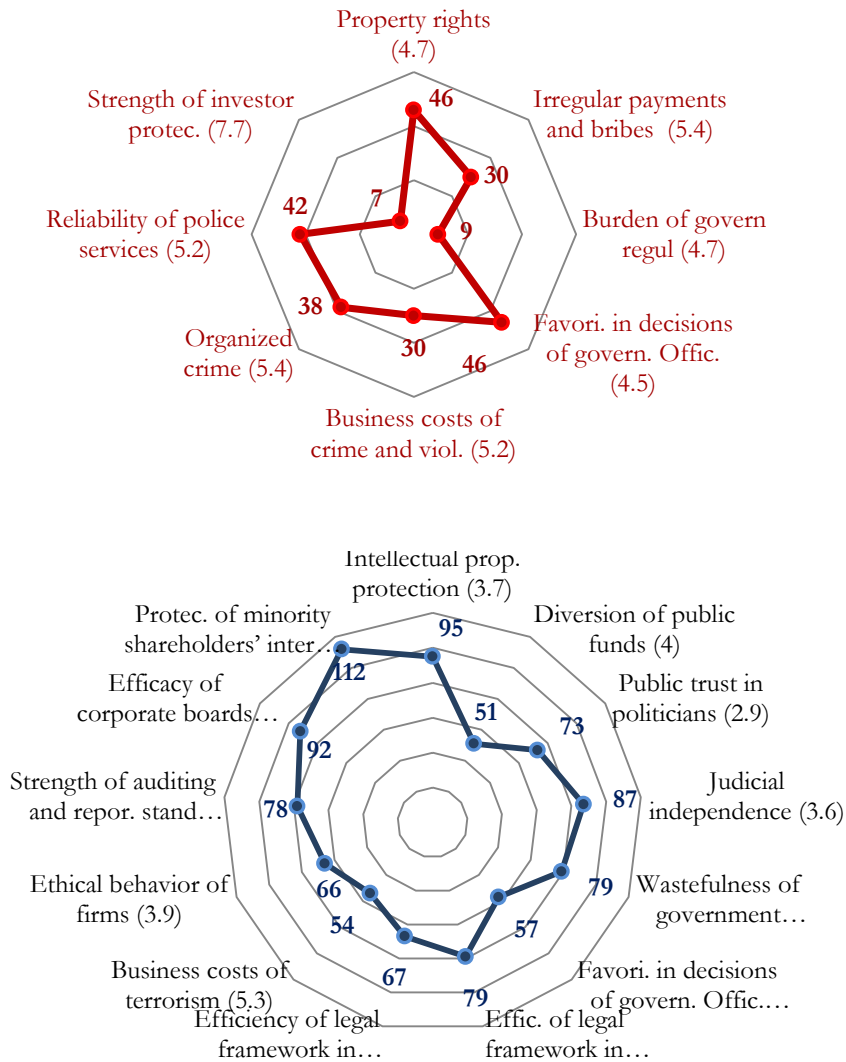 Property rights
(4.7)
46
Strength of investor
protec. (7.7)
Irregular payments
and bribes (5.4)
30
7
42
Reliability of police
services (5.2)
9
Burden of govern
regul (4.7)
38
Organized
crime (5.4)
30
46
Favori. in decisions
of govern. Offic.
(4.5)
Business costs of
crime and viol. (5.2)
Intellectual prop.
protection (3.7)
Protec. of minority
shareholders' inter…
95
Diversion of public
funds (4)
112
Efficacy of
corporate boards…
51
Public trust in
politicians (2.9)
73
92
Strength of auditing
and repor. stand…
78
87
Judicial
independence (3.6)
Ethical behavior of
firms (3.9)
66
79
Wastefulness of
government…
54
57
Business costs of
terrorism (5.3)
67
79
Favori. in decisions
of govern. Offic.…
Efficiency of legal
framework in…
Effic. of legal
framework in…